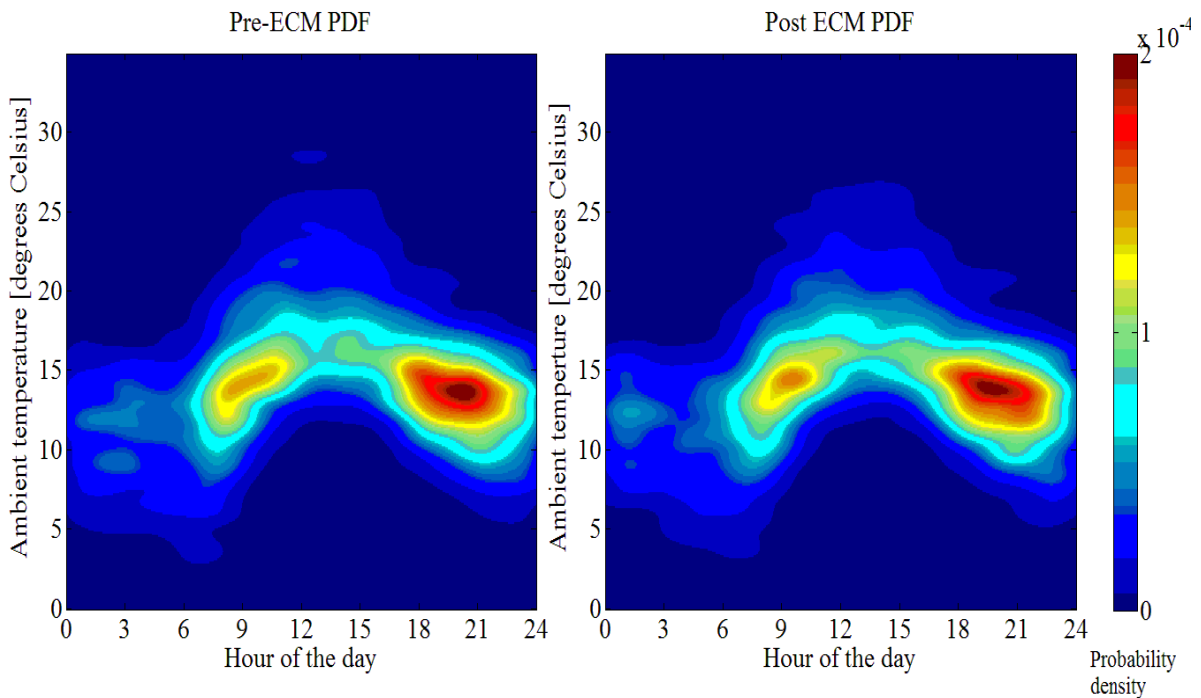 Pre-ECM PDF
Post ECM PDF
x 10-4
Ambient temperature [degrees Celsius]
30
25
20
15
10
5
0
0 3 6 9 12 15 18 21 24
Hour of the day
Ambient temperture [degrees Celsius]
30
25
20
15
10
5
0
0 3 6 9 12 15 18 21 24
Hour of the day
2
1
0
Probability
density